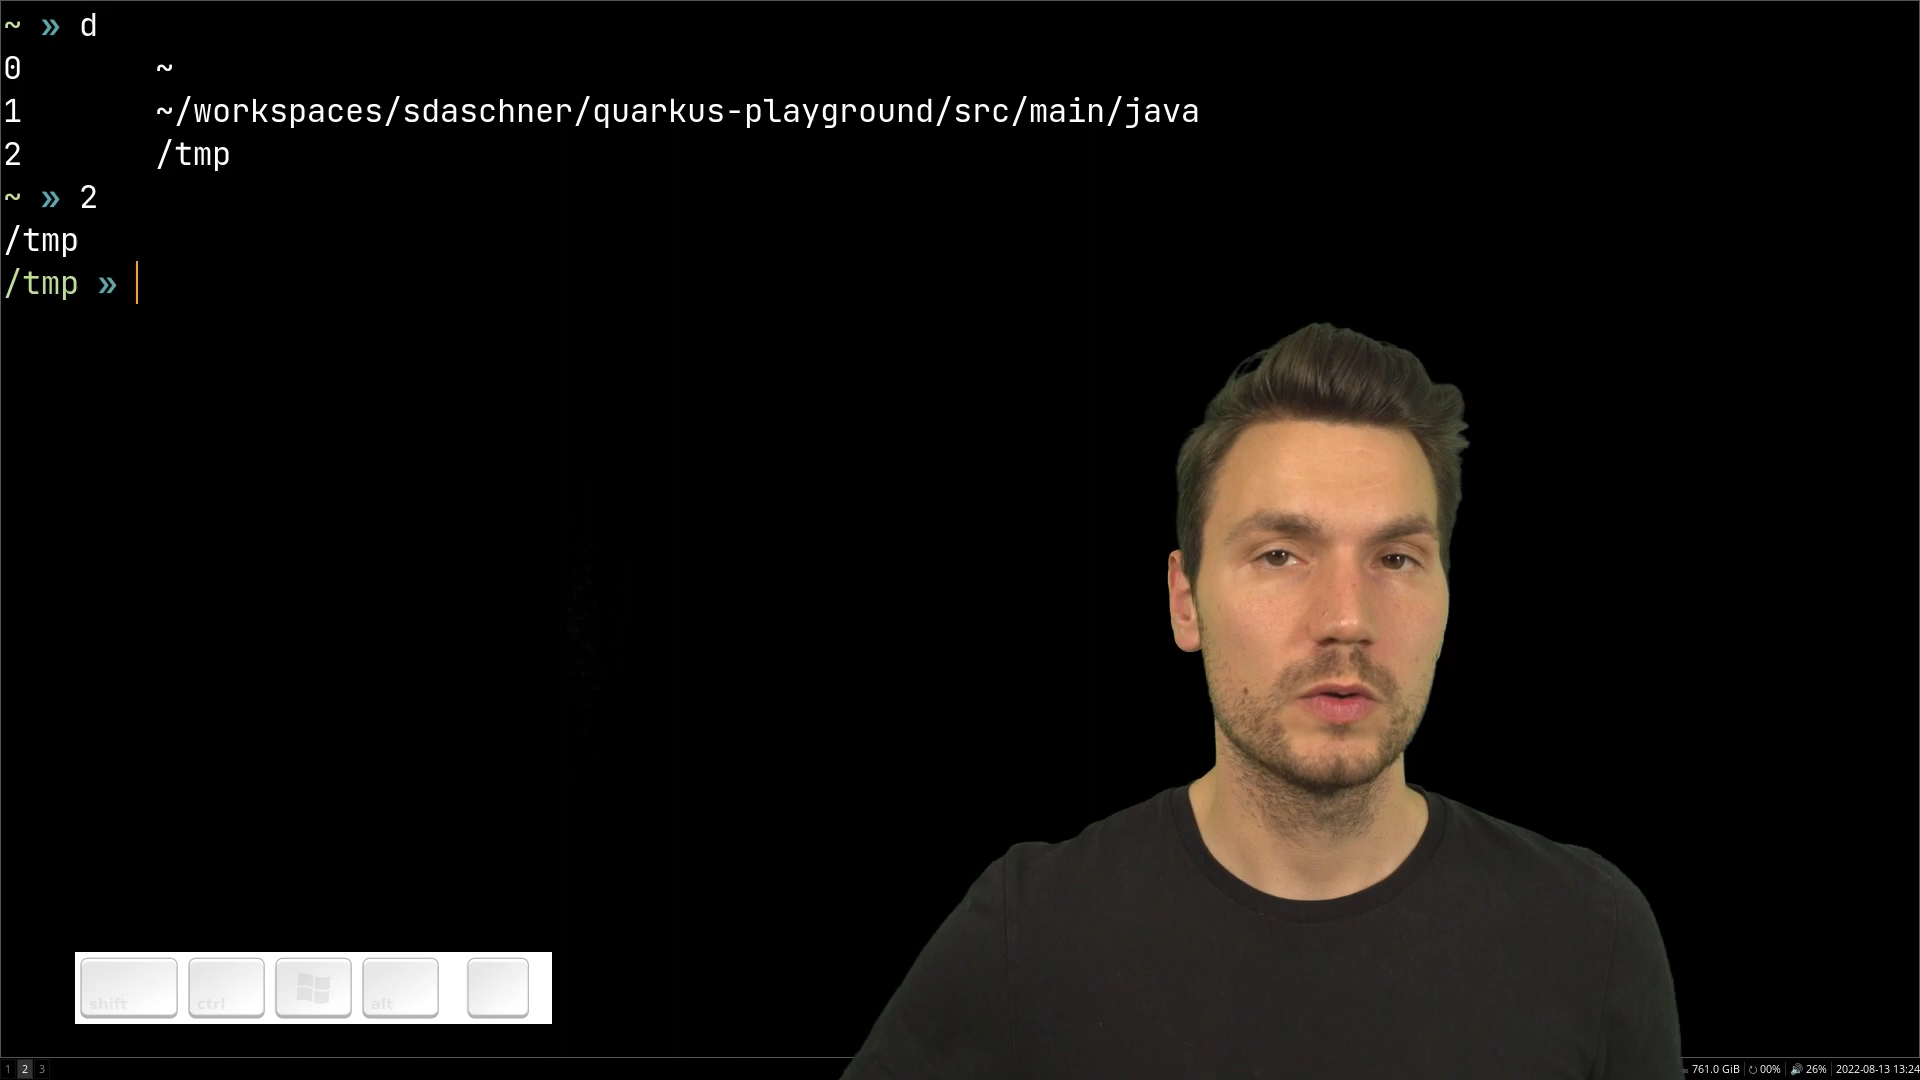 ~ » d
0 ~
1 ~/workspaces/sdaschner/quarkus-playground/src/main/java
2 /tmp
~ » 2
/tmp
/tmp »
shift ctrl alt
1 2 3
761.0 GiB 00% 26% 2022-08-13 13:24